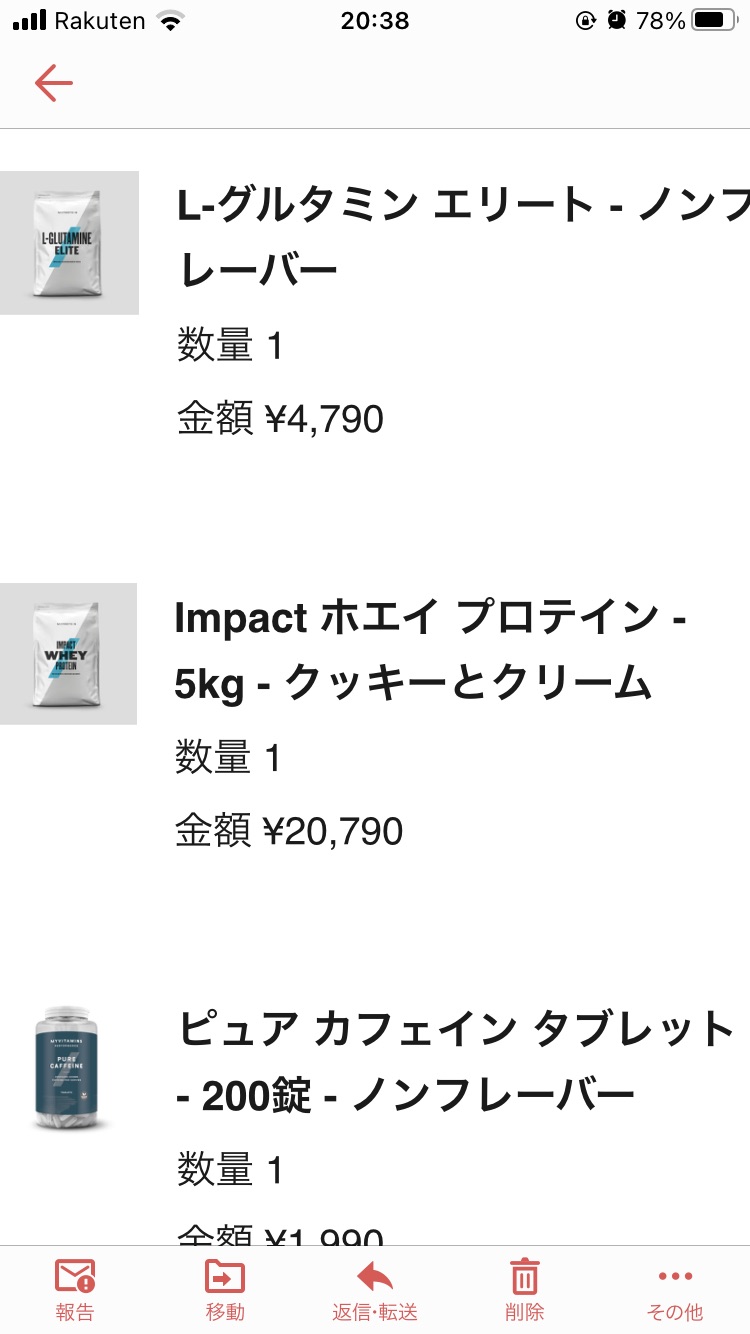 Rakuten 20:38 78%
L-グルタミン エリート - ノンフ
レーバー
数量 1
金額 ¥4,790
L-GLUTAMINE
ELITE
Impact ホエイ プロテイン -
5kg - クッキーとクリーム
数量 1
金額 ¥20,790
IMPACT
WHEY
PROTEIN
ピュア カフェイン タブレット
- 200錠 - ノンフレーバー
数量 1
金額 ¥1,990
MYVITAMINS
PURE
CAFFEINE
報告 移動 返信・転送 削除 その他